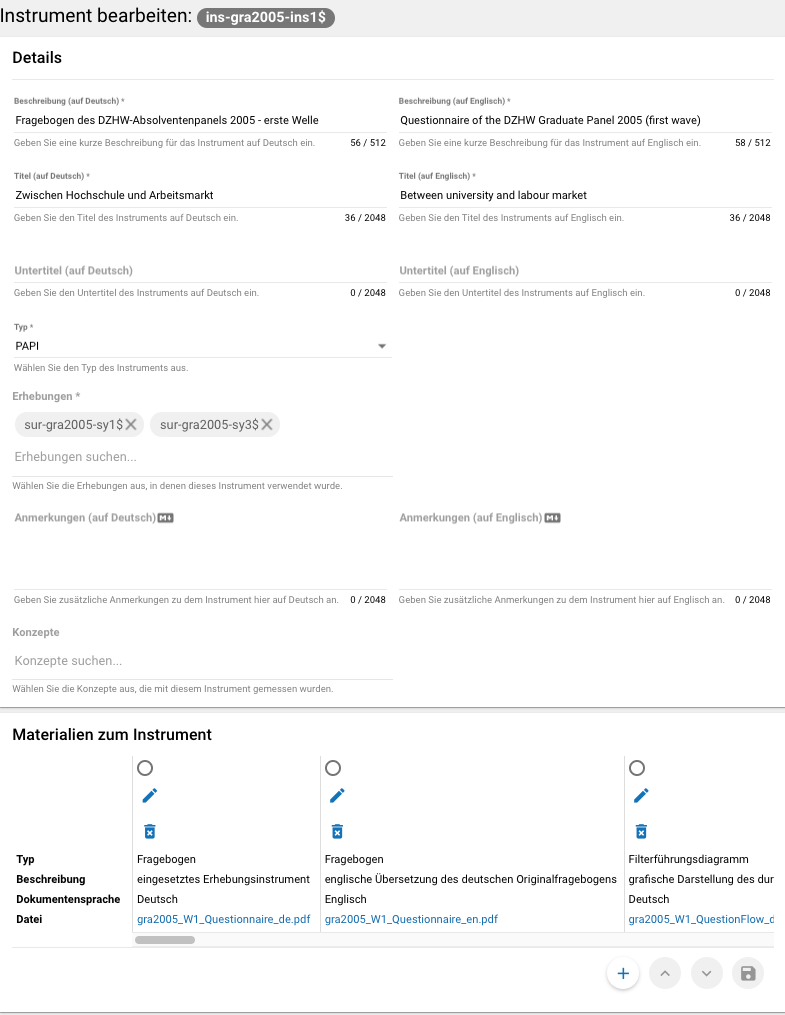 Instrument bearbeiten: ins-gra2005-ins1$
Details
Beschreibung (auf Deutsch) * Beschreibung (auf Englisch) *
Fragebogen des DZHW-Absolventenpanels 2005 - erste Welle Questionnaire of the DZHW Graduate Panel 2005 (first wave)
Geben Sie eine kurze Beschreibung für das Instrument auf Deutsch ein. 56 / 512 Geben Sie eine kurze Beschreibung für das Instrument auf Englisch ein. 58 / 512
Titel (auf Deutsch) * Titel (auf Englisch) *
Zwischen Hochschule und Arbeitsmarkt Between university and labour market
Geben Sie den Titel des Instruments auf Deutsch ein. 36 / 2048 Geben Sie den Titel des Instruments auf Englisch ein. 36 / 2048
Untertitel (auf Deutsch) Untertitel (auf Englisch)
Geben Sie den Untertitel des Instruments auf Deutsch ein. 0 / 2048 Geben Sie den Untertitel des Instruments auf Englisch ein. 0 / 2048
Typ *
PAPI
Wählen Sie den Typ des Instruments aus.
Erhebungen *
sur-gra2005-sy1$ sur-gra2005-sy3$
Erhebungen suchen...
Wählen Sie die Erhebungen aus, in denen dieses Instrument verwendet wurde.
Anmerkungen (auf Deutsch) M Anmerkungen (auf Englisch) M
Geben Sie zusätzliche Anmerkungen zu dem Instrument hier auf Deutsch an. 0 / 2048 Geben Sie zusätzliche Anmerkungen zu dem Instrument hier auf Englisch an. 0 / 2048
Konzepte
Konzepte suchen...
Wählen Sie die Konzepte aus, die mit diesem Instrument gemessen wurden.
Materialien zum Instrument
Typ Fragebogen Fragebogen Filterführungsdiagramm
Beschreibung eingesetztes Erhebungsinstrument englische Übersetzung des deutschen Originalfragebogens grafische Darstellung des dur
Dokumentensprache Deutsch Englisch Deutsch
Datei gra2005_W1_Questionnaire_de.pdf gra2005_W1_Questionnaire_en.pdf gra2005_W1_QuestionFlow_d